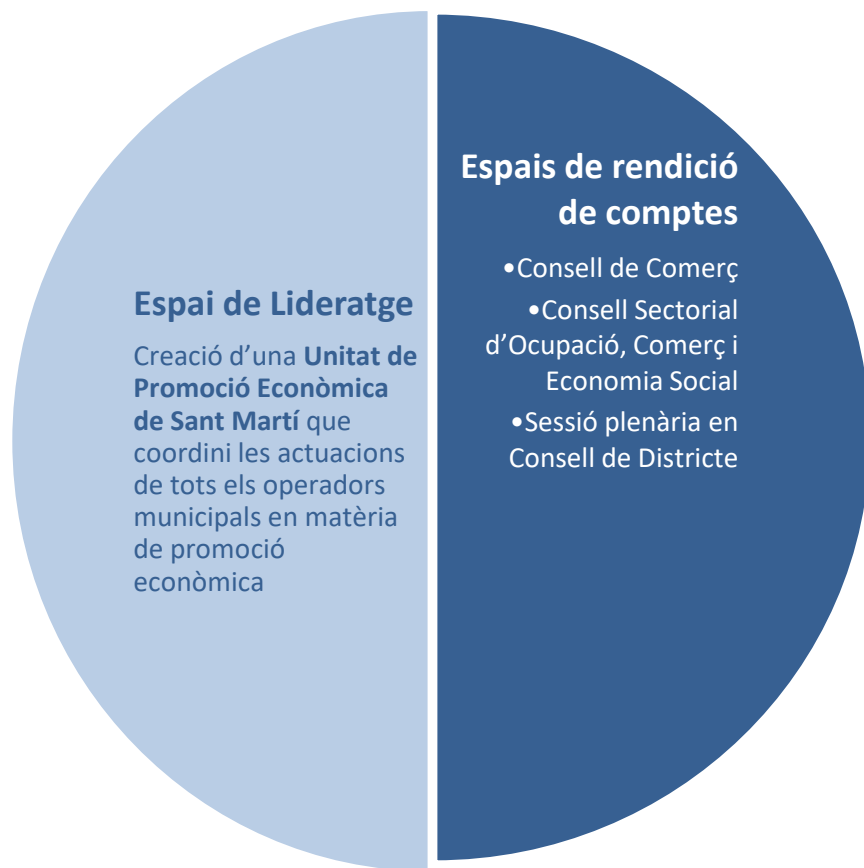 Espai de Lideratge
Creació d’una Unitat de
Promoció Econòmica
de Sant Martí que
coordini les actuacions
de tots els operadors
municipals en matèria
de promoció
econòmica
Espais de rendició
de comptes
•Consell de Comerç
•Consell Sectorial
d’Ocupació, Comerç i
Economia Social
•Sessió plenària en
Consell de Districte